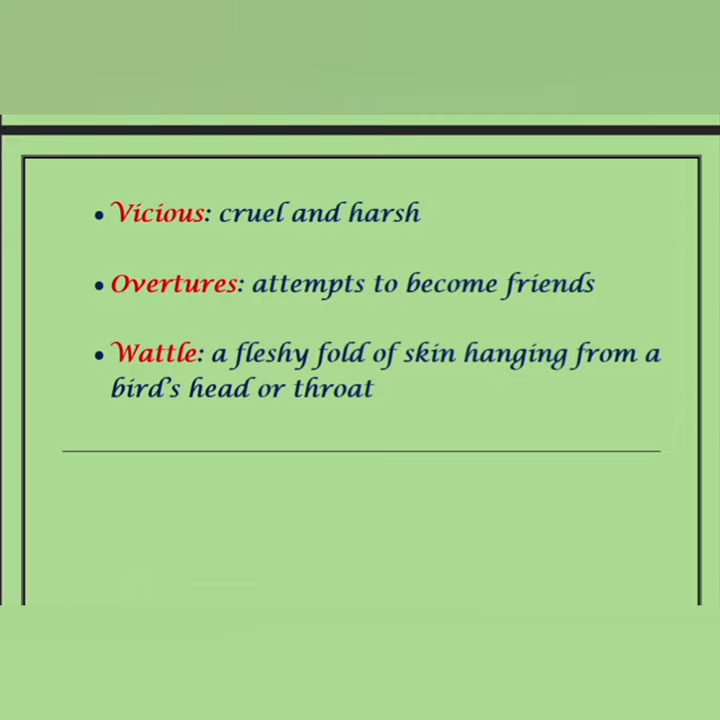 • Vicious: cruel and harsh
• Overtures: attempts to become friends
• Wattle: a fleshy fold of skin hanging from a
bird's head or throat